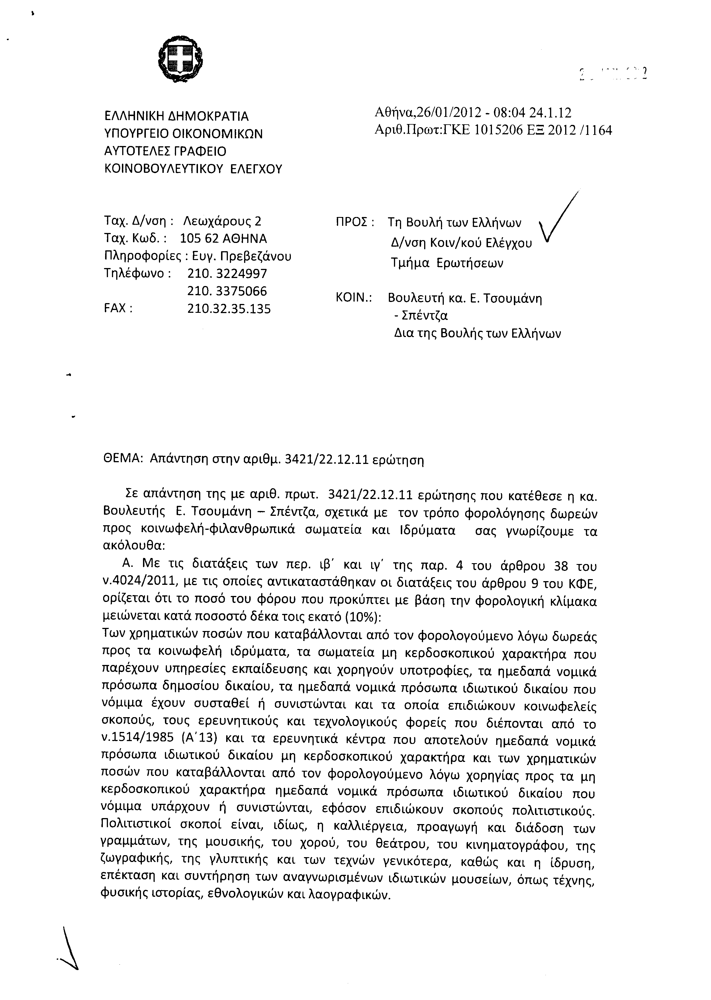 ΕΛΛΗΝΙΚΗ ΔΗΜΟΚΡΑΤΙΑ
ΥΠΟΥΡΓΕΙΟ ΟΙΚΟΝΟΜΙΚΩΝ
ΑΥΤΟΤΕΛΕΣ ΓΡΑΦΕΙΟ
ΚΟΙΝΟΒΟΥΛΕΥΤΙΚΟΥ ΕΛΕΓΧΟΥ
Αθήνα,26/01/2012 - 08:04 24.1.12
Αριθ.Πρωτ:ΓΚΕ 1015206 ΕΞ 2012 /1164
Ταχ. Δ/νση : Λεωχάρους 2
Ταχ. Κωδ. : 105 62 ΑΘΗΝΑ
Πληροφορίες : Ευγ. Πρεβεζάνου
Τηλέφωνο : 210. 3224997
210. 3375066
FAX : 210.32.35.135
ΠΡΟΣ : Τη Βουλή των Ελλήνων
Δ/νση Κοιν/κού Ελέγχου
Τμήμα Ερωτήσεων
ΚΟΙΝ.: Βουλευτή κα. Ε. Τσουμάνη
- Σπέντζα
Δια της Βουλής των Ελλήνων
ΘΕΜΑ: Απάντηση στην αριθμ. 3421/22.12.11 ερώτηση
Σε απάντηση της με αριθ. πρωτ. 3421/22.12.11 ερώτησης που κατέθεσε η κα.
Βουλευτής Ε. Τσουμάνη – Σπέντζα, σχετικά με τον τρόπο φορολόγησης δωρεών
προς κοινωφελή-φιλανθρωπικά σωματεία και Ιδρύματα σας γνωρίζουμε τα
ακόλουθα:
Α. Με τις διατάξεις των περ. ιβ΄ και ιγ΄ της παρ. 4 του άρθρου 38 του
ν.4024/2011, με τις οποίες αντικαταστάθηκαν οι διατάξεις του άρθρου 9 του ΚΦΕ,
ορίζεται ότι το ποσό του φόρου που προκύπτει με βάση την φορολογική κλίμακα
μειώνεται κατά ποσοστό δέκα τοις εκατό (10%):
Των χρηματικών ποσών που καταβάλλονται από τον φορολογούμενο λόγω δωρεάς
προς τα κοινωφελή ιδρύματα, τα σωματεία μη κερδοσκοπικού χαρακτήρα που
παρέχουν υπηρεσίες εκπαίδευσης και χορηγούν υποτροφίες, τα ημεδαπά νομικά
πρόσωπα δημοσίου δικαίου, τα ημεδαπά νομικά πρόσωπα ιδιωτικού δικαίου που
νόμιμα έχουν συσταθεί ή συνιστώνται και τα οποία επιδιώκουν κοινωφελείς
σκοπούς, τους ερευνητικούς και τεχνολογικούς φορείς που διέπονται από το
ν.1514/1985 (Α΄13) και τα ερευνητικά κέντρα που αποτελούν ημεδαπά νομικά
πρόσωπα ιδιωτικού δικαίου μη κερδοσκοπικού χαρακτήρα και των χρηματικών
ποσών που καταβάλλονται από τον φορολογούμενο λόγω χορηγίας προς τα μη
κερδοσκοπικού χαρακτήρα ημεδαπά νομικά πρόσωπα ιδιωτικού δικαίου που
νόμιμα υπάρχουν ή συνιστώνται, εφόσον επιδιώκουν σκοπούς πολιτιστικούς.
Πολιτιστικοί σκοποί είναι, ιδίως, η καλλιέργεια, προαγωγή και διάδοση των
γραμμάτων, της μουσικής, του χορού, του θεάτρου, του κινηματογράφου, της
ζωγραφικής, της γλυπτικής και των τεχνών γενικότερα, καθώς και η ίδρυση,
επέκταση και συντήρηση των αναγνωρισμένων ιδιωτικών μουσείων, όπως τέχνης,
φυσικής ιστορίας, εθνολογικών και λαογραφικών.